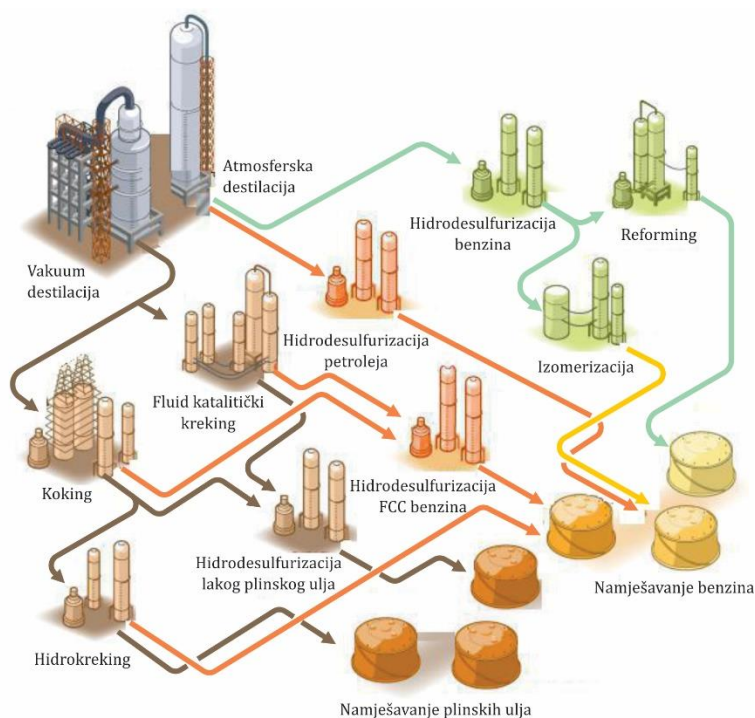 Atmosferska
destilacija
Hidrodesulfurizacija
benzina
Reforming
Vakuum
destilacija
Hidrodesulfurizacija
petroleja
Izomerizacija
Fluid katalitički
kreking
Koking
Hidrodesulfurizacija
FCC benzina
Hidrodesulfurizacija
lakog plinskog ulja
Namješavanje benzina
Hidrokreking
Namješavanje plinskih ulja